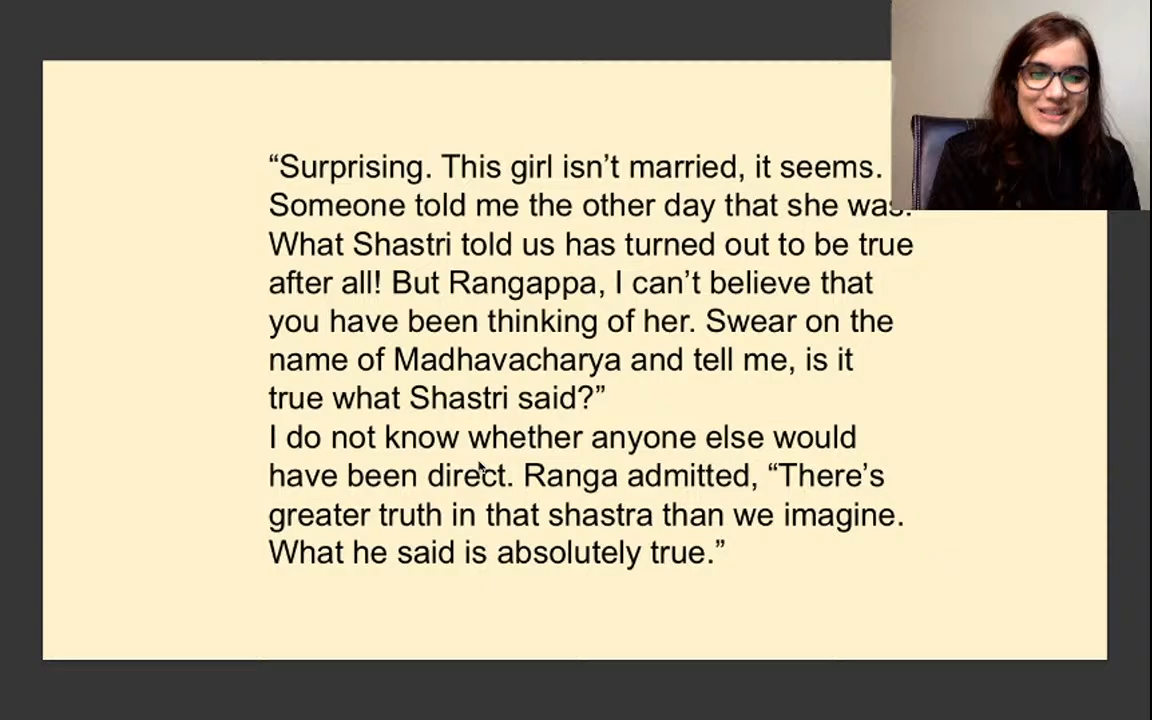 “Surprising. This girl isn’t married, it seems.
Someone told me the other day that she was.
What Shastri told us has turned out to be true
after all! But Rangappa, I can’t believe that
you have been thinking of her. Swear on the
name of Madhavacharya and tell me, is it
true what Shastri said?”
I do not know whether anyone else would
have been direct. Ranga admitted, “There’s
greater truth in that shastra than we imagine.
What he said is absolutely true.”